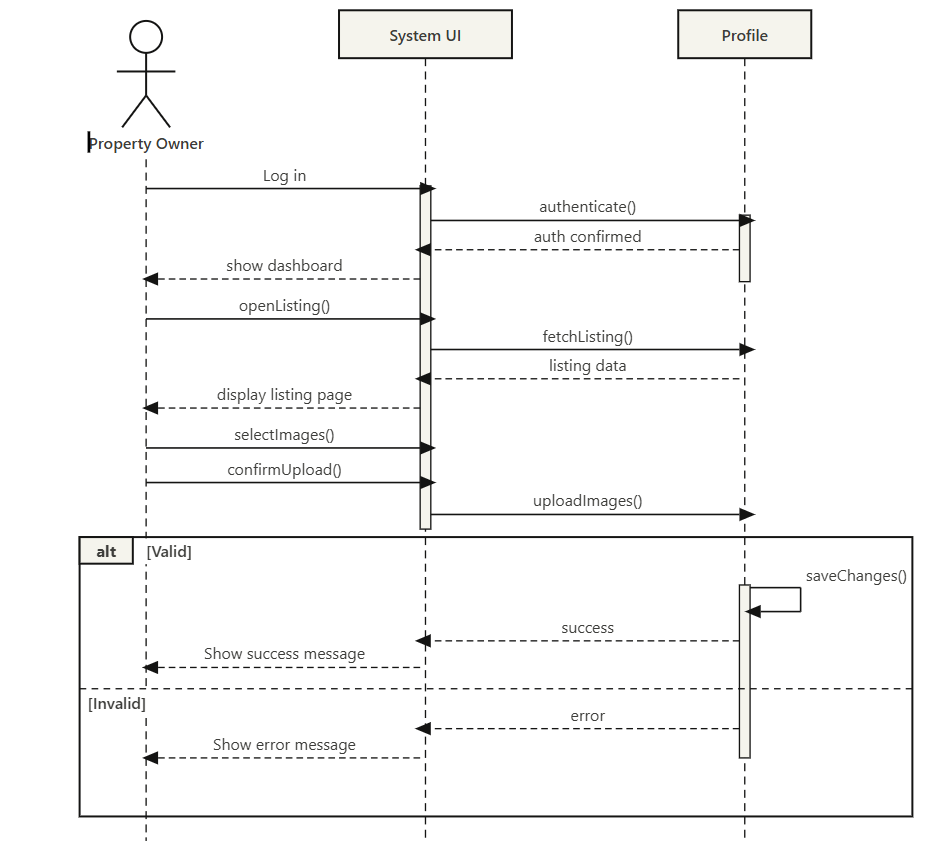 System UI
Profile
Property Owner
Log in
authenticate()
auth confirmed
show dashboard
openListing()
fetchListing()
listing data
display listing page
selectImages()
confirmUpload()
uploadImages()
alt [Valid]
saveChanges()
success
Show success message
[Invalid]
error
Show error message